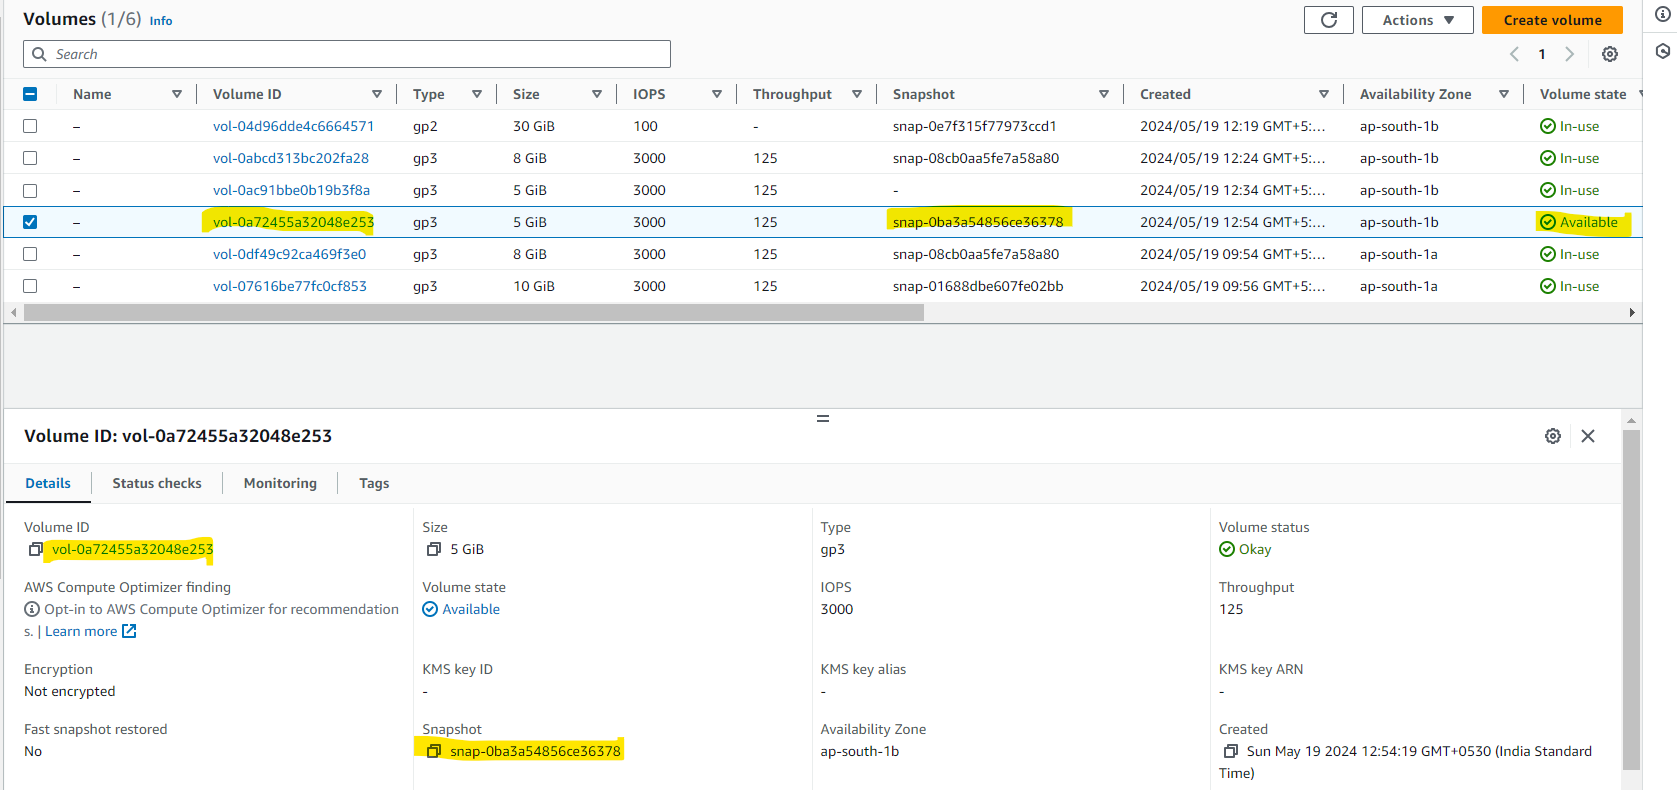 Volumes (1/6) Info
Actions
Create volume
Search
1
Name Volume ID Type Size IOPS Throughput Snapshot Created Availability Zone Volume state
– vol-04d96dde4c6664571 gp2 30 GiB 100 - snap-0e7f315f77973ccd1 2024/05/19 12:19 GMT+5:... ap-south-1b In-use
– vol-0abcd313bc202fa28 gp3 8 GiB 3000 125 snap-08cb0aa5fe7a58a80 2024/05/19 12:24 GMT+5:... ap-south-1b In-use
– vol-0ac91bbe0b19b3f8a gp3 5 GiB 3000 125 - 2024/05/19 12:34 GMT+5:... ap-south-1b In-use
– vol-0a72455a32048e253 gp3 5 GiB 3000 125 snap-0ba3a54856ce36378 2024/05/19 12:54 GMT+5:... ap-south-1b Available
– vol-0df49c92ca469f3e0 gp3 8 GiB 3000 125 snap-08cb0aa5fe7a58a80 2024/05/19 09:54 GMT+5:... ap-south-1a In-use
– vol-07616be77fc0cf853 gp3 10 GiB 3000 125 snap-01688dbe607fe02bb 2024/05/19 09:56 GMT+5:... ap-south-1a In-use
Volume ID: vol-0a72455a32048e253
Details Status checks Monitoring Tags
Volume ID Size Type Volume status
vol-0a72455a32048e253 5 GiB gp3 Okay
AWS Compute Optimizer finding Volume state IOPS Throughput
Opt-in to AWS Compute Optimizer for recommendation Available 3000 125
s. | Learn more
Encryption KMS key ID KMS key alias KMS key ARN
Not encrypted - - -
Fast snapshot restored Snapshot Availability Zone Created
No snap-0ba3a54856ce36378 ap-south-1b Sun May 19 2024 12:54:19 GMT+0530 (India Standard
Time)